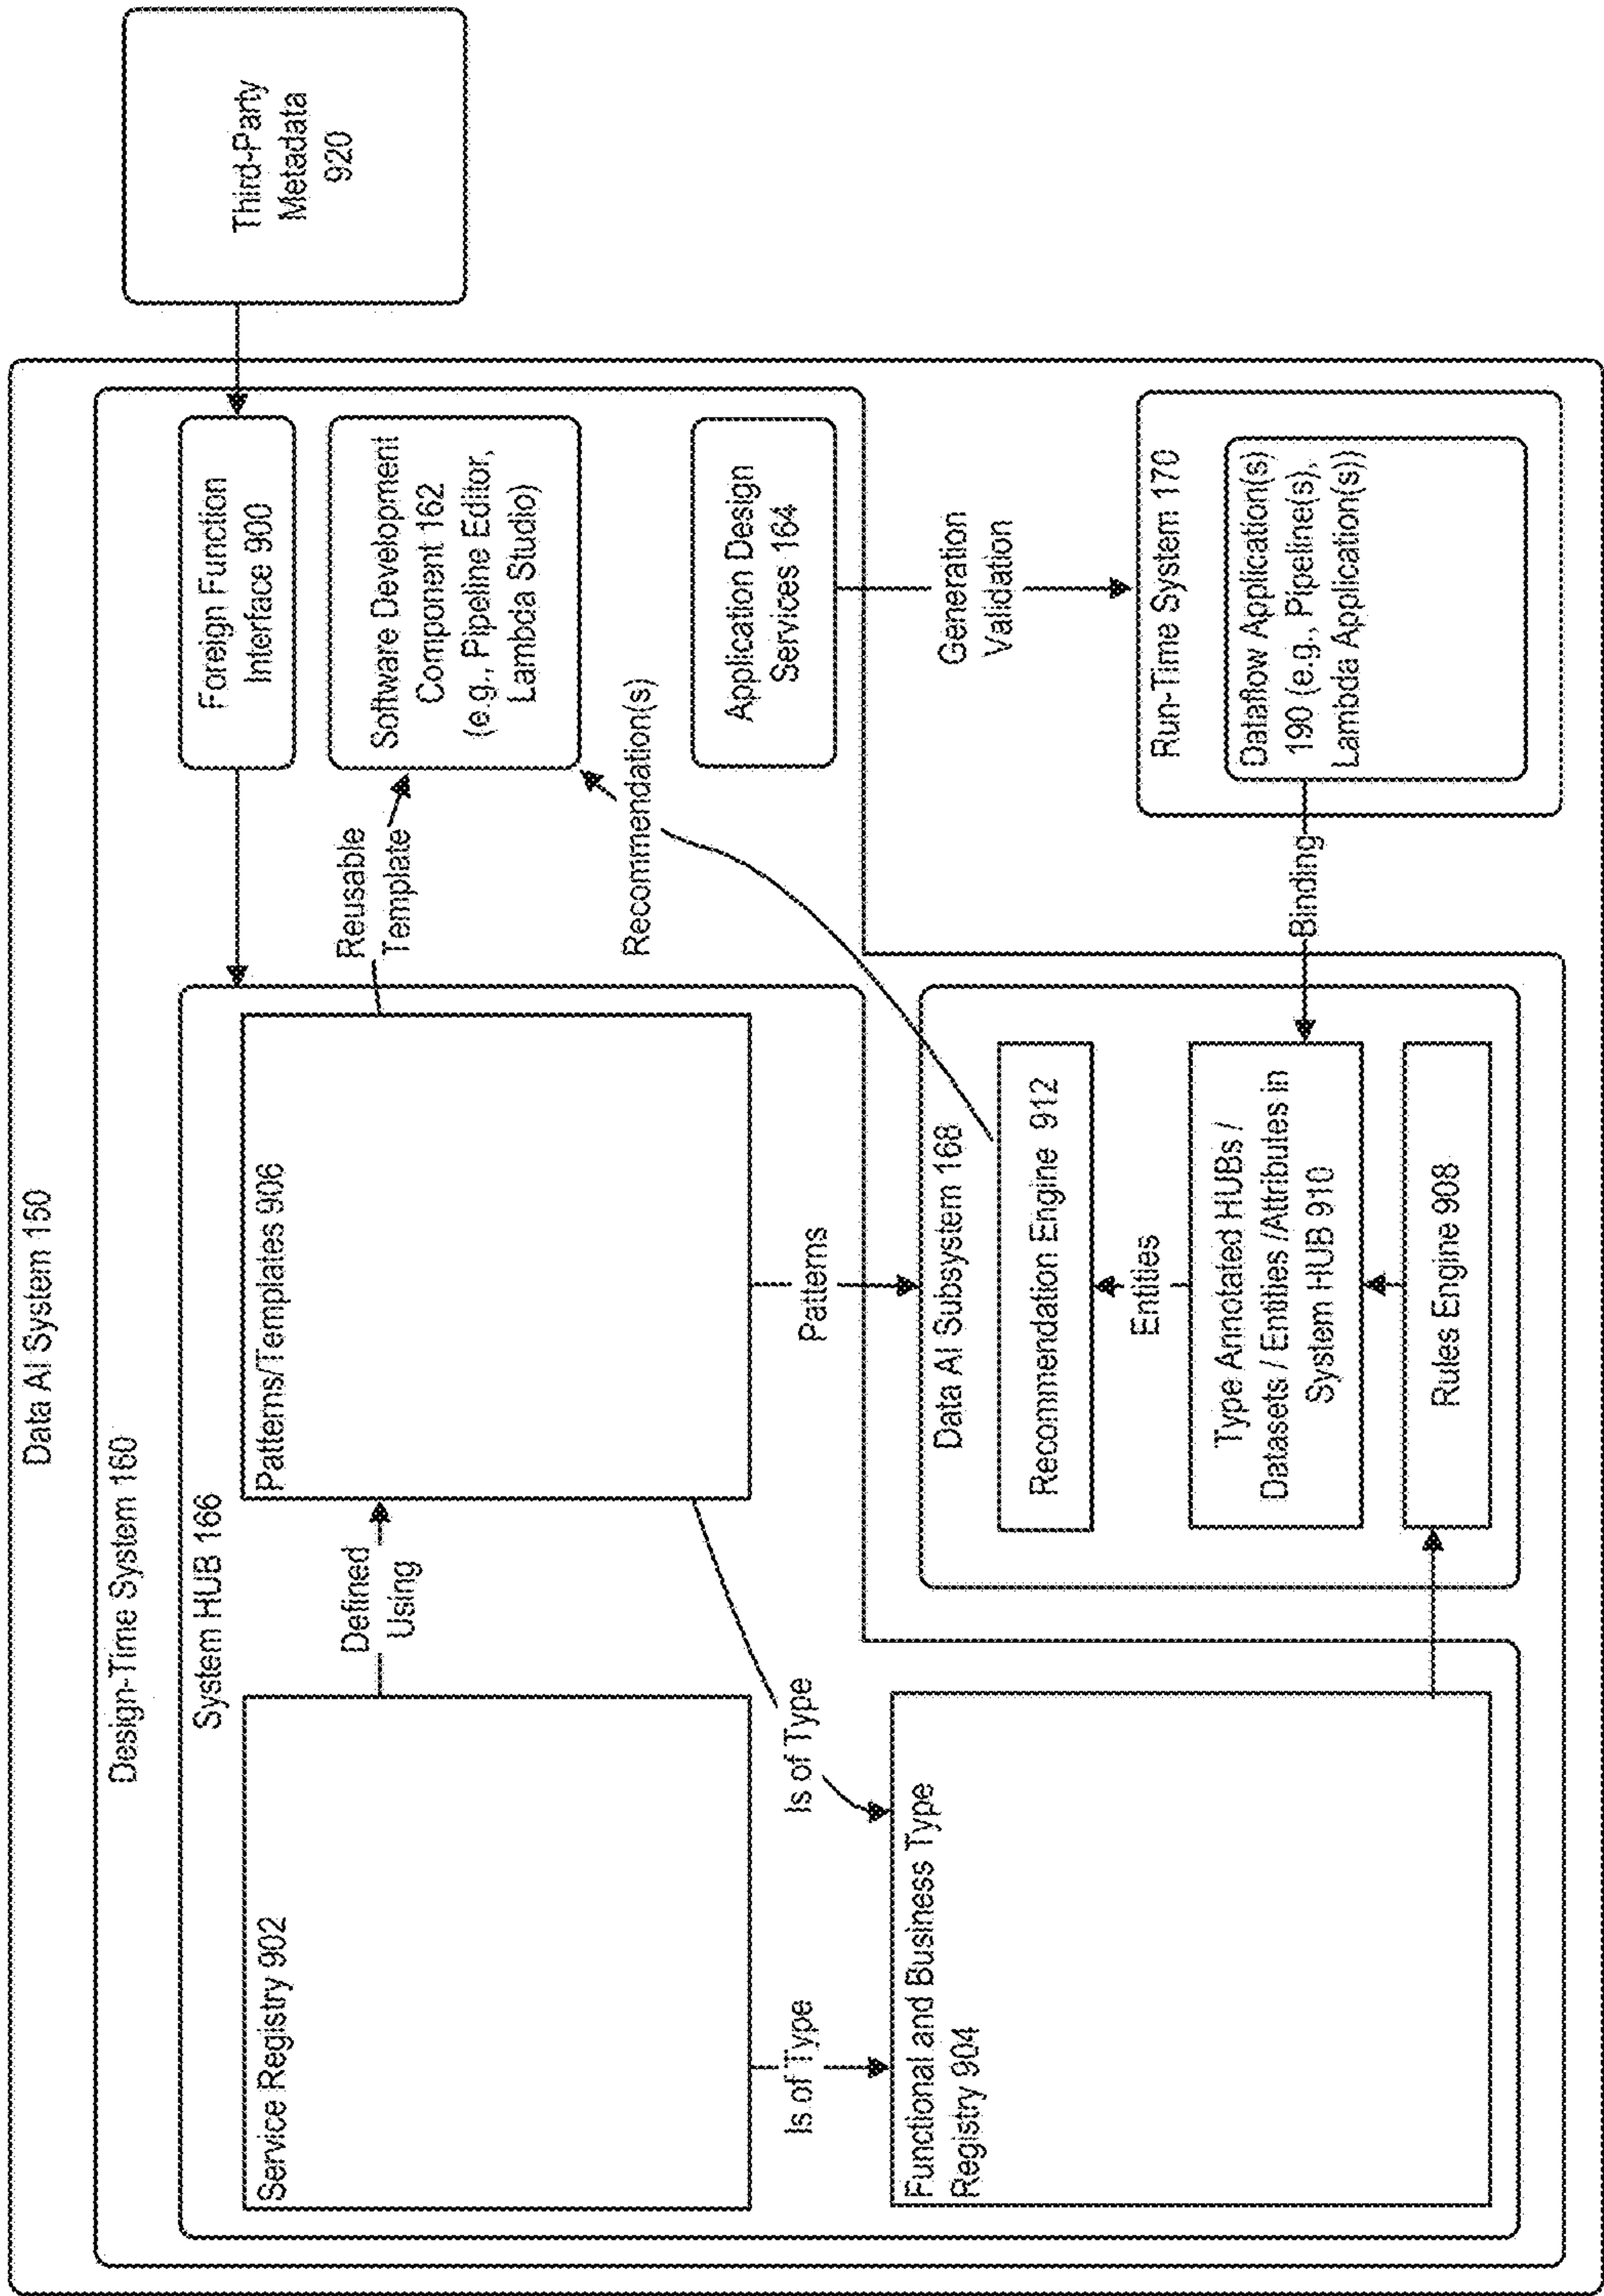 Data AI System 150
Design-Time System 160
System HUB 166
Service Registry 902
Defined
Using
Patterns/Templates 906
Reusable
Template
Foreign Function
Interface 900
Third-Party
Metadata
920
Software Development
Component 162
(e.g., Pipeline Editor,
Lambda Studio)
Recommendation(s)
Application Design
Services 164
Is of Type
Is of Type
Patterns
Generation
Validation
Functional and Business Type
Registry 904
Data AI Subsystem 168
Recommendation Engine 912
Entities
Type Annotated HUBs /
Datasets / Entities /Attributes in
System HUB 910
Rules Engine 908
Binding
Run-Time System 170
Dataflow Application(s)
190 (e.g., Pipeline(s),
Lambda Application(s))